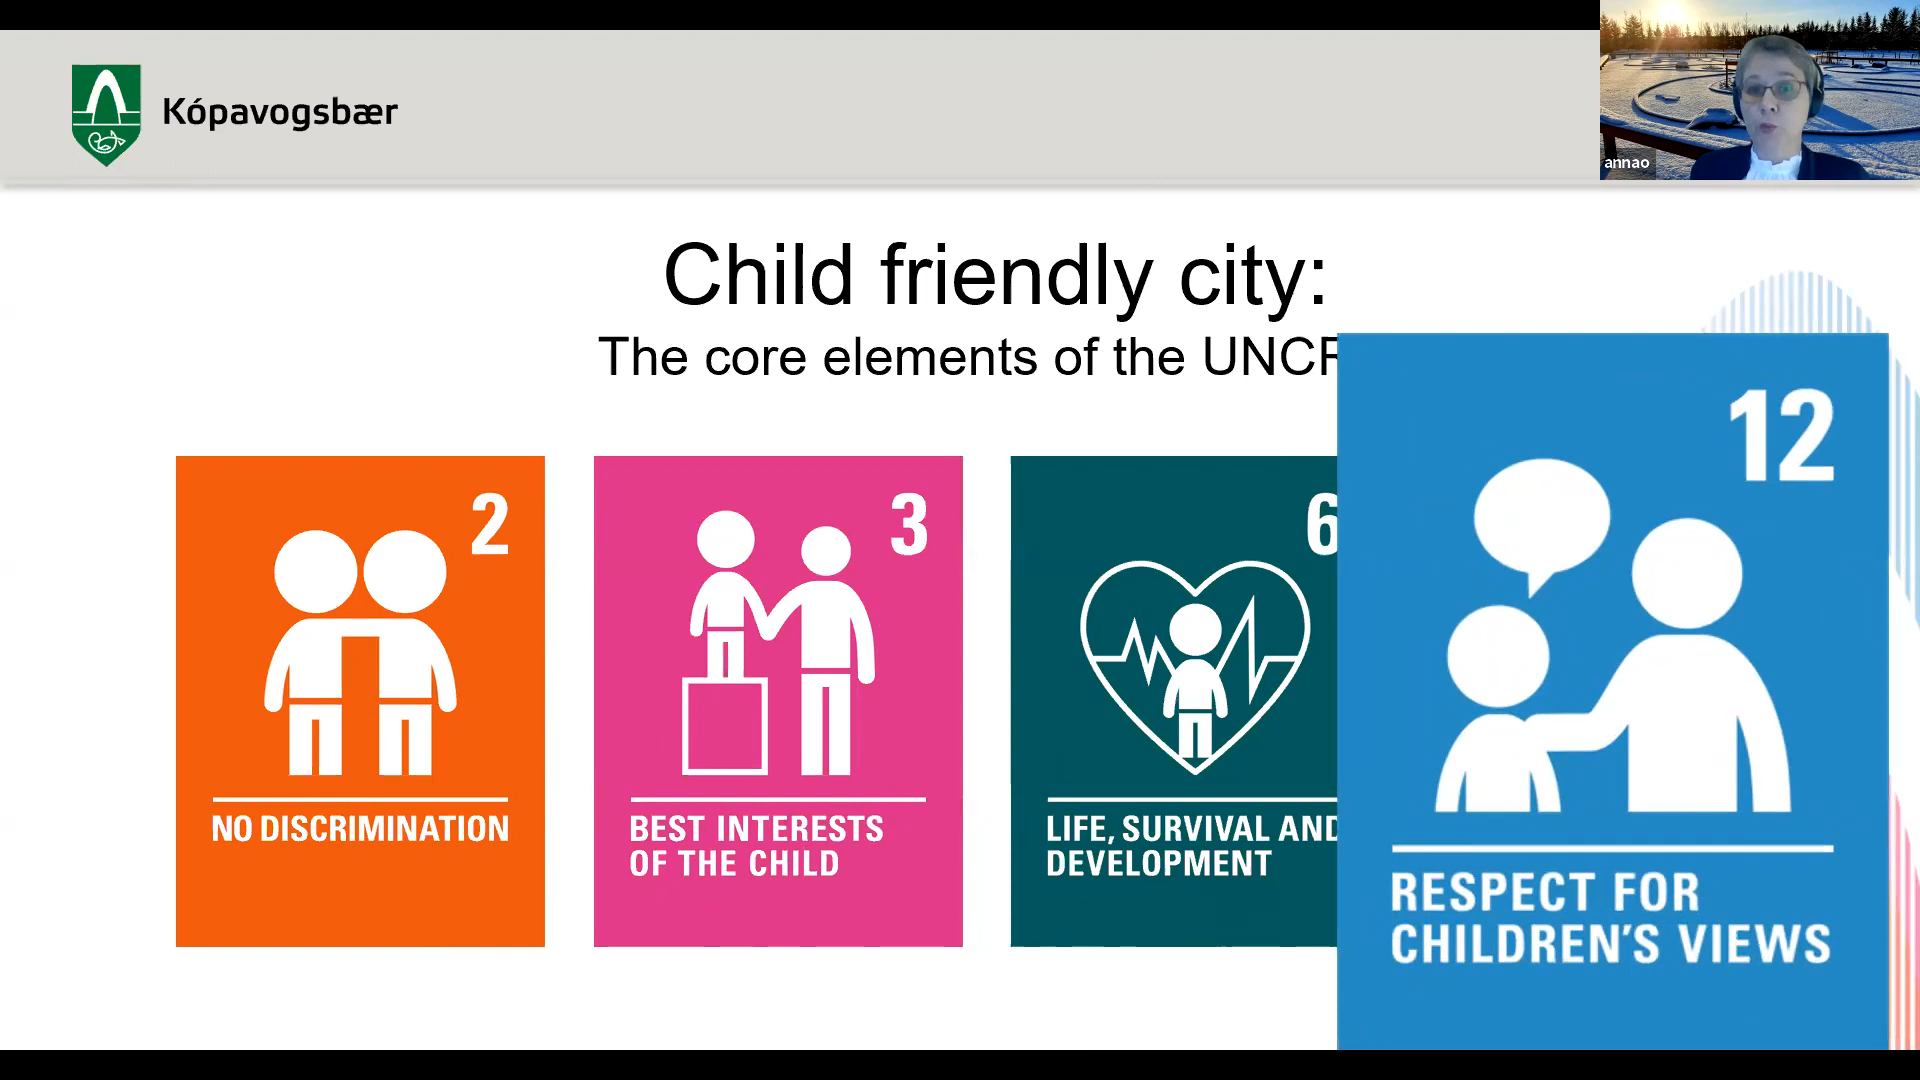 Kópavogsbær
annao
Child friendly city:
The core elements of the UNCR
2
NO DISCRIMINATION
3
BEST INTERESTS
OF THE CHILD
6
LIFE, SURVIVAL AND
DEVELOPMENT
12
RESPECT FOR
CHILDREN'S VIEWS